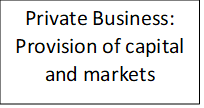 Private Business:
Provision of capital
and markets